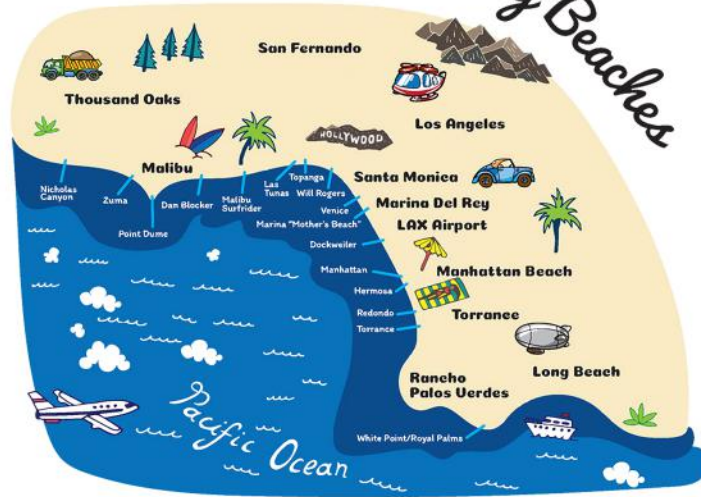 y Beaches
San Fernando
Thousand Oaks
Los Angeles
HOLLYWOOD
Malibu
Santa Monica
Marina Del Rey
LAX Airport
Manhattan Beach
Torranee
Long Beach
Rancho
Palos Verdes
Nicholas
Canyon
Zuma
Point Dume
Dan Blocker
Malibu
Surfrider
Las
Tunas
Topanga
Will Rogers
Venice
Marina "Mother's Beach"
Dockweiler
Manhattan
Hermosa
Redondo
Torrance
White Point/Royal Palms
Pacific Ocean